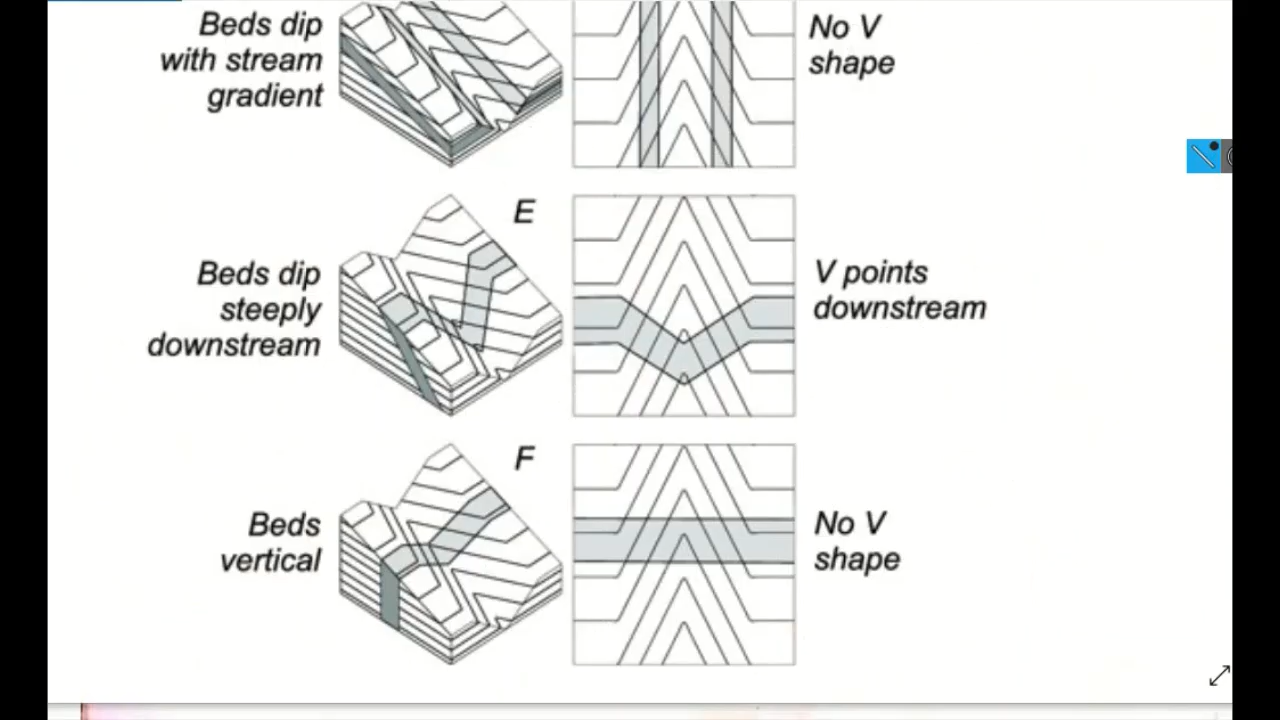 Beds dip
with stream
gradient
No V
shape
E
Beds dip
steeply
downstream
V points
downstream
F
Beds
vertical
No V
shape